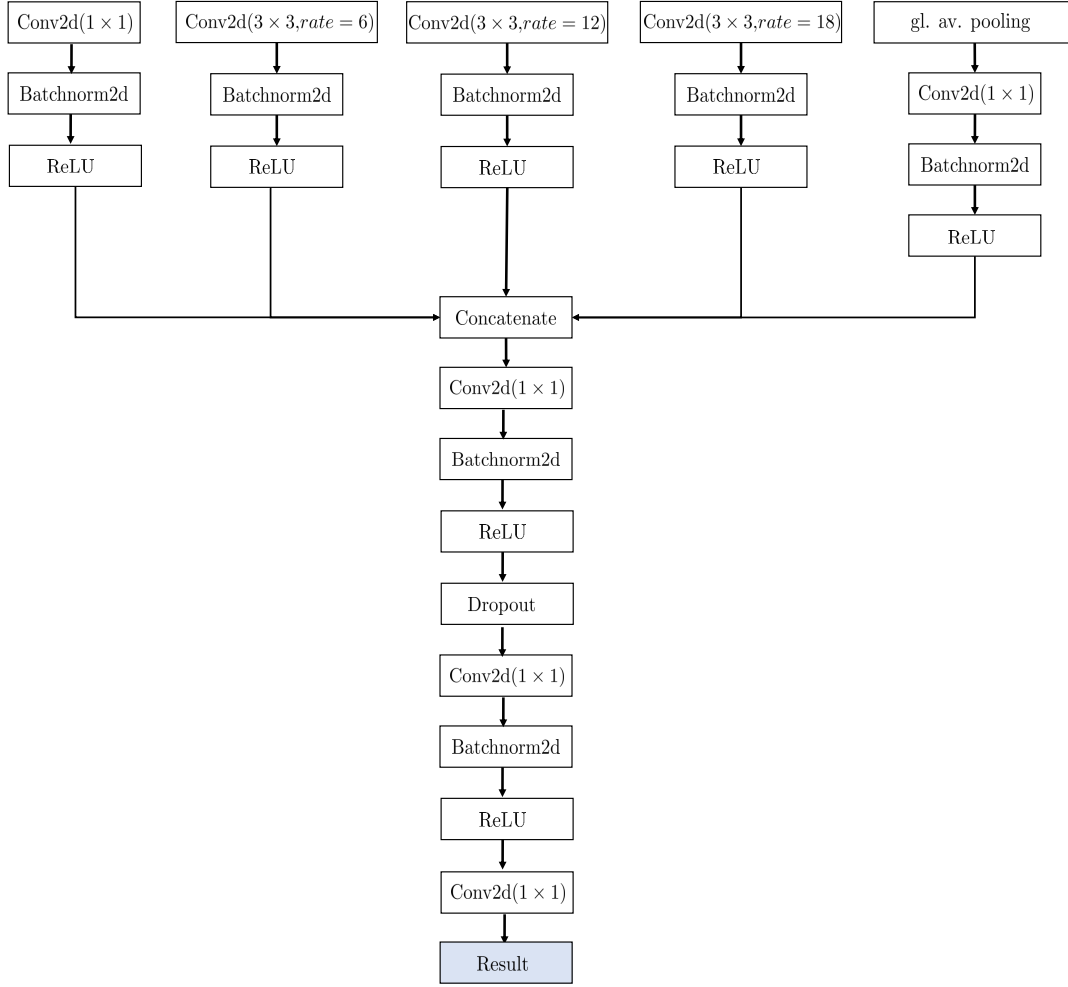 Conv2d(1 × 1)
Conv2d(3 × 3,rate = 6)
Conv2d(3 × 3,rate = 12)
Conv2d(3 × 3,rate = 18)
gl. av. pooling
Batchnorm2d
Batchnorm2d
Batchnorm2d
Batchnorm2d
Conv2d(1 × 1)
ReLU
ReLU
ReLU
ReLU
Batchnorm2d
ReLU
Concatenate
Conv2d(1 × 1)
Batchnorm2d
ReLU
Dropout
Conv2d(1 × 1)
Batchnorm2d
ReLU
Conv2d(1 × 1)
Result